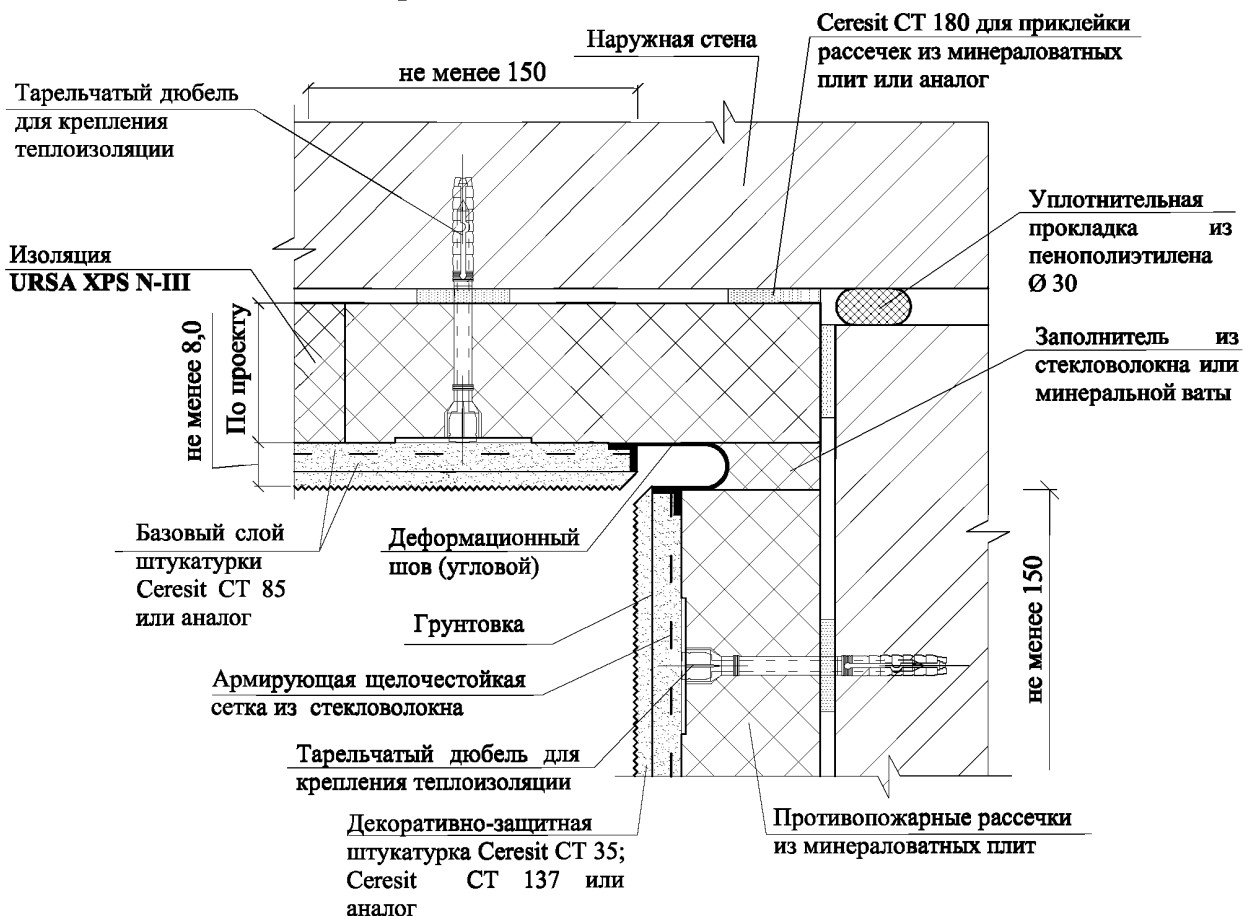 Ceresit СТ 180 для приклейки
рассечек из минераловатных
плит или аналог
Наружная стена
не менее 150
Тарельчатый дюбель
для крепления
теплоизоляции
Уплотнительная
прокладка из
пенополиэтилена
Ø 30
Изоляция
URSA XPS N-III
Заполнитель из
стекловолокна или
минеральной ваты
не менее 8,0
По проекту
Базовый слой
штукатурки
Ceresit СТ 85
или аналог
Деформационный
шов (угловой)
не менее 150
Грунтовка
Армирующая щелочестойкая
сетка из стекловолокна
Тарельчатый дюбель для
крепления теплоизоляции
Декоративно-защитная
штукатурка Ceresit СТ 35;
Ceresit СТ 137 или
аналог
Противопожарные рассечки
из минераловатных плит